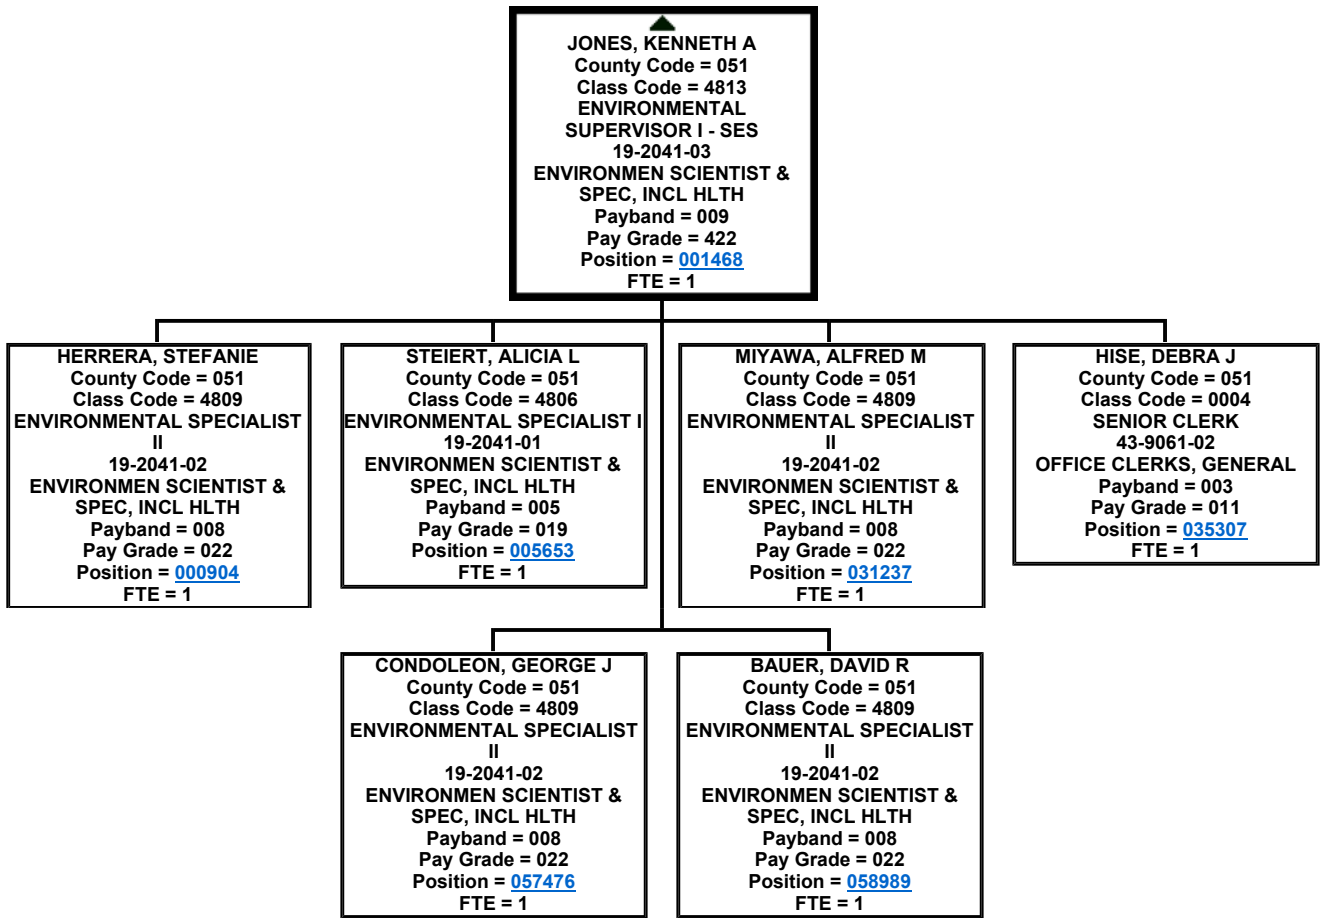 JONES, KENNETH A
County Code = 051
Class Code = 4813
ENVIRONMENTAL
SUPERVISOR I - SES
19-2041-03
ENVIRONMEN SCIENTIST &
SPEC, INCL HLTH
Payband = 009
Pay Grade = 422
Position = 001468
FTE = 1
HERRERA, STEFANIE
County Code = 051
Class Code = 4809
ENVIRONMENTAL SPECIALIST
II
19-2041-02
ENVIRONMEN SCIENTIST &
SPEC, INCL HLTH
Payband = 008
Pay Grade = 022
Position = 000904
FTE = 1
STEIERT, ALICIA L
County Code = 051
Class Code = 4806
ENVIRONMENTAL SPECIALIST I
19-2041-01
ENVIRONMEN SCIENTIST &
SPEC, INCL HLTH
Payband = 005
Pay Grade = 019
Position = 005653
FTE = 1
MIYAWA, ALFRED M
County Code = 051
Class Code = 4809
ENVIRONMENTAL SPECIALIST
II
19-2041-02
ENVIRONMEN SCIENTIST &
SPEC, INCL HLTH
Payband = 008
Pay Grade = 022
Position = 031237
FTE = 1
HISE, DEBRA J
County Code = 051
Class Code = 0004
SENIOR CLERK
43-9061-02
OFFICE CLERKS, GENERAL
Payband = 003
Pay Grade = 011
Position = 035307
FTE = 1
CONDOLEON, GEORGE J
County Code = 051
Class Code = 4809
ENVIRONMENTAL SPECIALIST
II
19-2041-02
ENVIRONMEN SCIENTIST &
SPEC, INCL HLTH
Payband = 008
Pay Grade = 022
Position = 057476
FTE = 1
BAUER, DAVID R
County Code = 051
Class Code = 4809
ENVIRONMENTAL SPECIALIST
II
19-2041-02
ENVIRONMEN SCIENTIST &
SPEC, INCL HLTH
Payband = 008
Pay Grade = 022
Position = 058989
FTE = 1